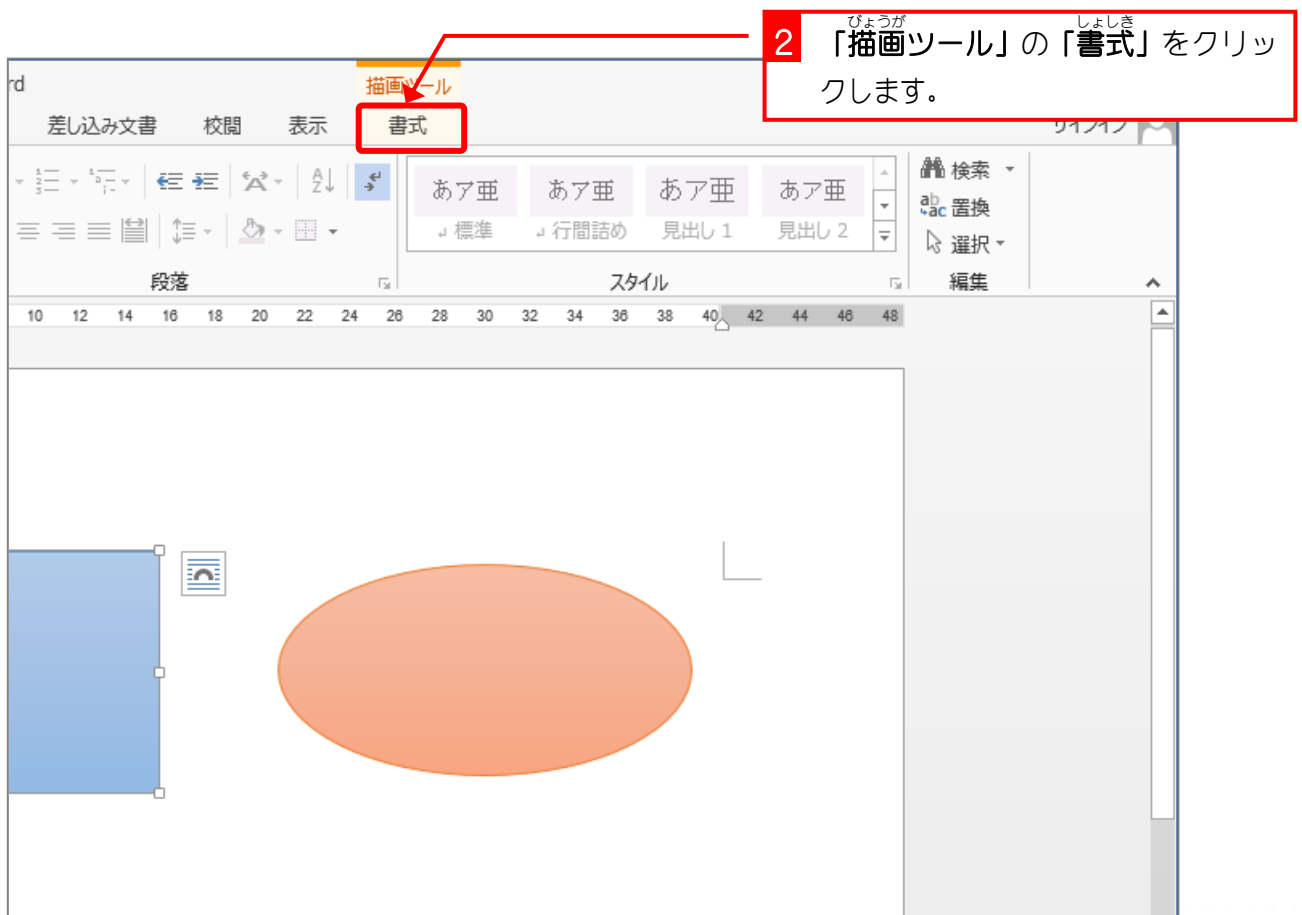 びょうが しょしき
2 「描画ツール」の「書式」をクリッ
クします。
rd 描画ツール
差し込み文書 校閲 表示 書式 サインイン
あア亜 あア亜 あア亜 あア亜 検索
標準 行間詰め 見出し 1 見出し 2 置換
選択
段落 スタイル 編集
10 12 14 16 18 20 22 24 26 28 30 32 34 36 38 40 42 44 46 48